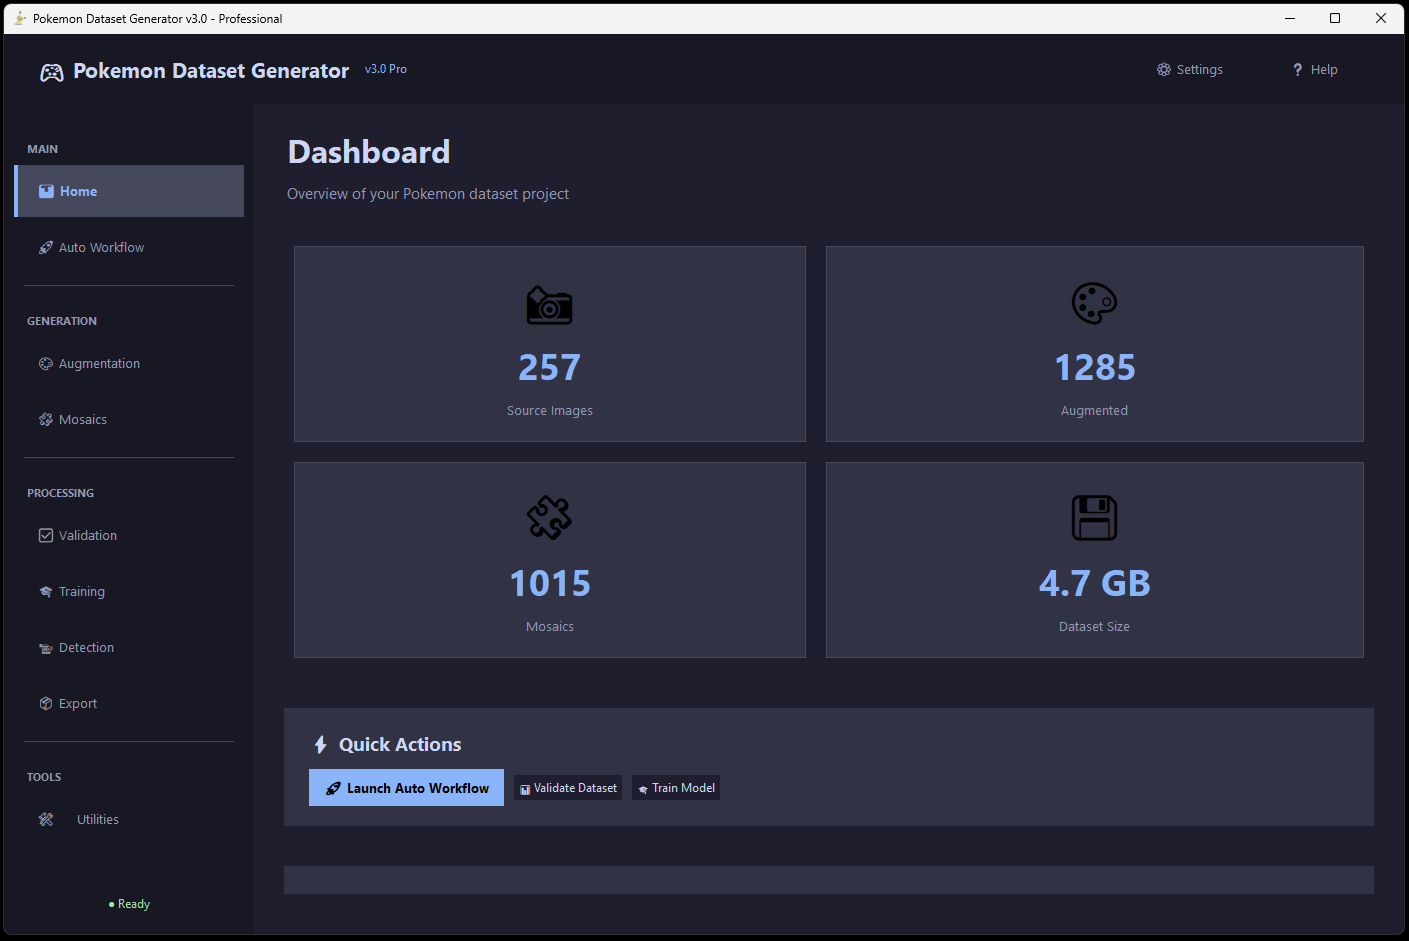 Pokemon Dataset Generator v3.0 - Professional
Pokemon Dataset Generator v3.0 Pro
Settings
? Help
MAIN
Home
Auto Workflow
GENERATION
Augmentation
Mosaics
PROCESSING
Validation
Training
Detection
Export
TOOLS
Utilities
● Ready
Dashboard
Overview of your Pokemon dataset project
257
Source Images
1285
Augmented
1015
Mosaics
4.7 GB
Dataset Size
Quick Actions
Launch Auto Workflow
Validate Dataset
Train Model